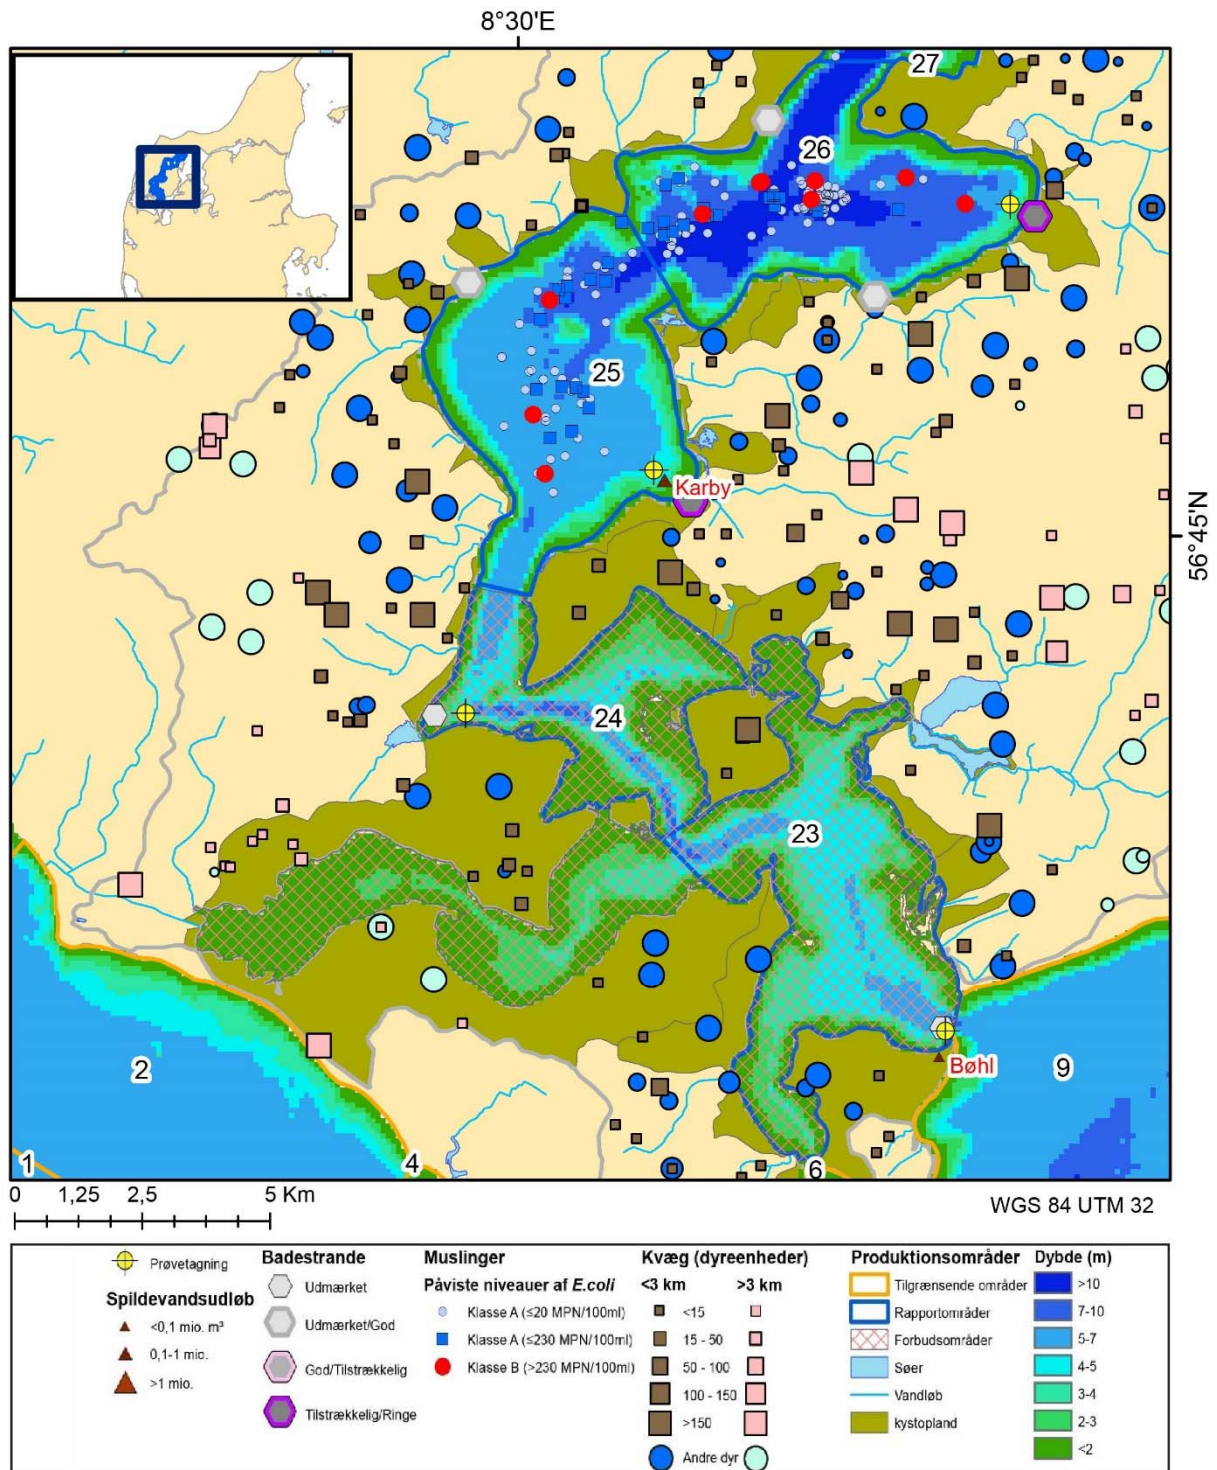 8°30'E
27
26
25
Karby
56°45'N
24
23
Bøhl
2
9
1
4
6
0 1,25 2,5 5 Km
WGS 84 UTM 32
Prøvetagning
Spildevandsudløb
<0,1 mio. m³
0,1-1 mio.
>1 mio.
Badestrande
Udmærket
Udmærket/God
God/Tilstrækkelig
Tilstrækkelig/Ringe
Muslinger
Påviste niveauer af E.coli
Klasse A (≤20 MPN/100ml)
Klasse A (≤230 MPN/100ml)
Klasse B (>230 MPN/100ml)
Kvæg (dyreenheder)
<3 km >3 km
<15
15 - 50
50 - 100
100 - 150
>150
Andre dyr
Produktionsområder
Tilgrænsende områder
Rapportområder
Forbudsområder
Søer
Vandløb
kystopland
Dybde (m)
>10
7-10
5-7
4-5
3-4
2-3
<2